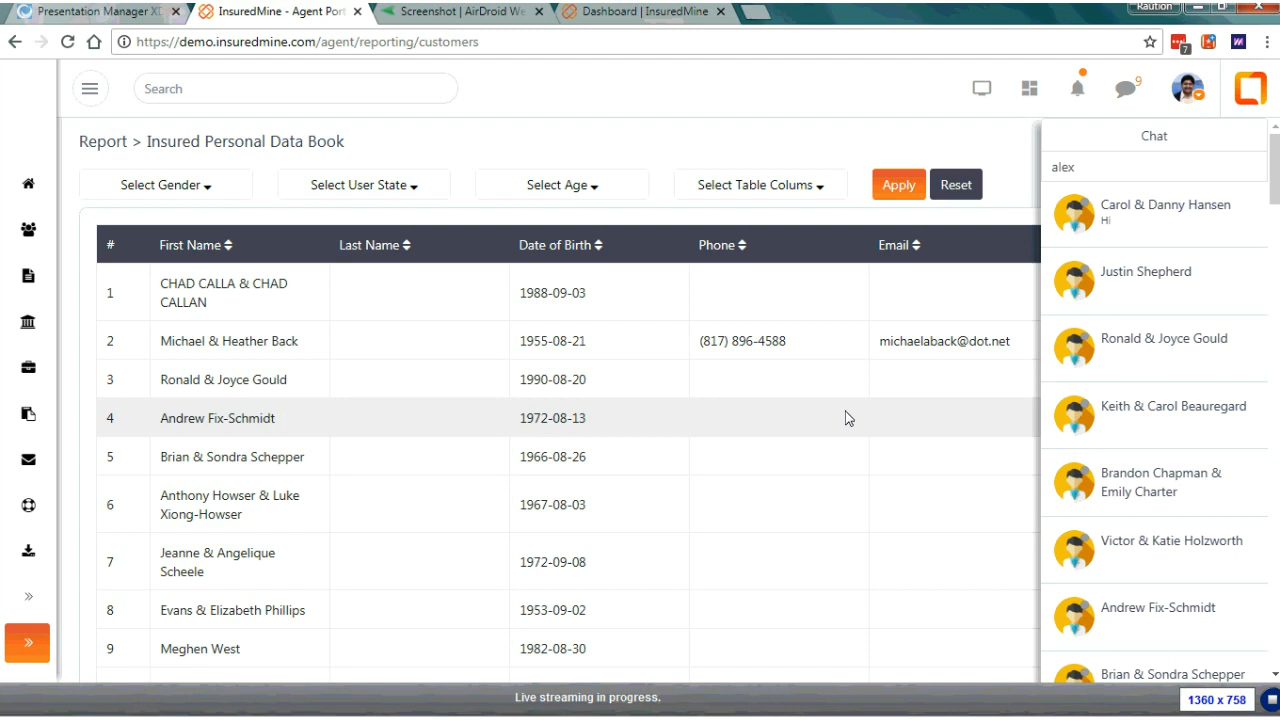 Presentation Manager XD
InsuredMine - Agent Port
Screenshot | AirDroid We
Dashboard | InsuredMine
Raution
https://demo.insuredmine.com/agent/reporting/customers
7
Search
9
Report > Insured Personal Data Book
Select Gender
Select User State
Select Age
Select Table Colums
Apply
Reset
# First Name Last Name Date of Birth Phone Email
1 CHAD CALLA & CHAD CALLAN 1988-09-03
2 Michael & Heather Back 1955-08-21 (817) 896-4588 michaelaback@dot.net
3 Ronald & Joyce Gould 1990-08-20
4 Andrew Fix-Schmidt 1972-08-13
5 Brian & Sondra Schepper 1966-08-26
6 Anthony Howser & Luke Xiong-Howser 1967-08-03
7 Jeanne & Angelique Scheele 1972-09-08
8 Evans & Elizabeth Phillips 1953-09-02
9 Meghen West 1982-08-30
Chat
alex
Carol & Danny Hansen
Hi
Justin Shepherd
Ronald & Joyce Gould
Keith & Carol Beauregard
Brandon Chapman &
Emily Charter
Victor & Katie Holzworth
Andrew Fix-Schmidt
Brian & Sondra Schepper
Live streaming in progress.
1360 x 758